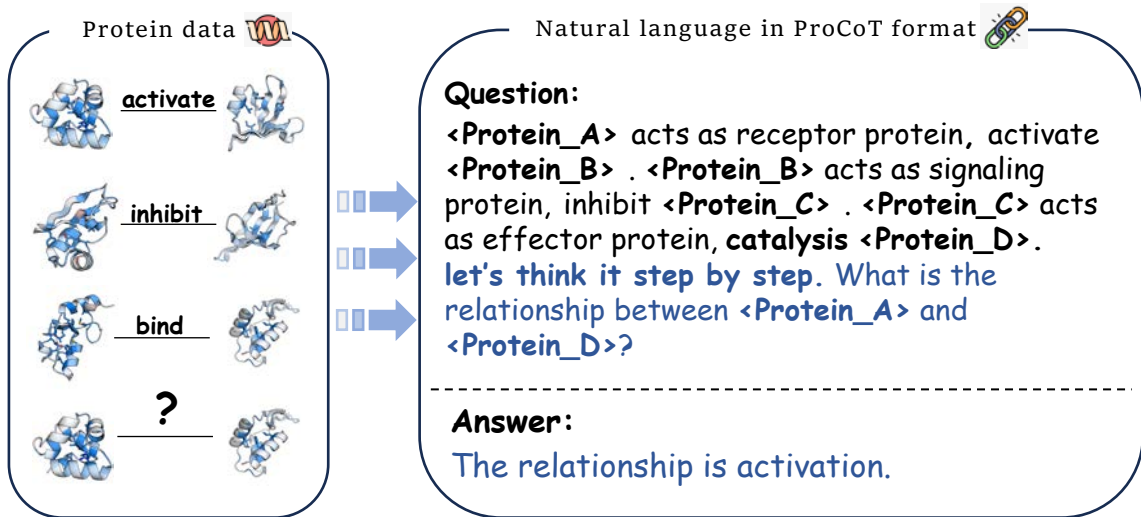 Protein data
activate
inhibit
bind
?
Natural language in ProCoT format
Question:
<Protein_A> acts as receptor protein, activate
<Protein_B> . <Protein_B> acts as signaling
protein, inhibit <Protein_C> . <Protein_C> acts
as effector protein, catalysis <Protein_D>.
let's think it step by step. What is the
relationship between <Protein_A> and
<Protein_D>?
Answer:
The relationship is activation.